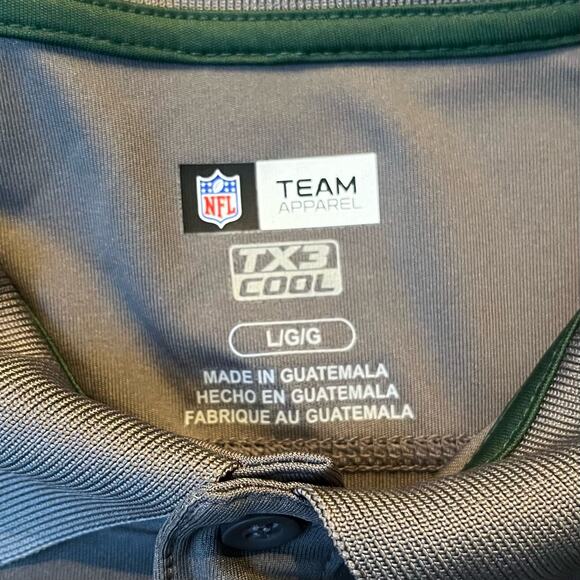 NFL
TEAM
APPAREL
TX3
COOL
L/G/G
MADE IN GUATEMALA
HECHO EN GUATEMALA
FABRIQUE AU GUATEMALA